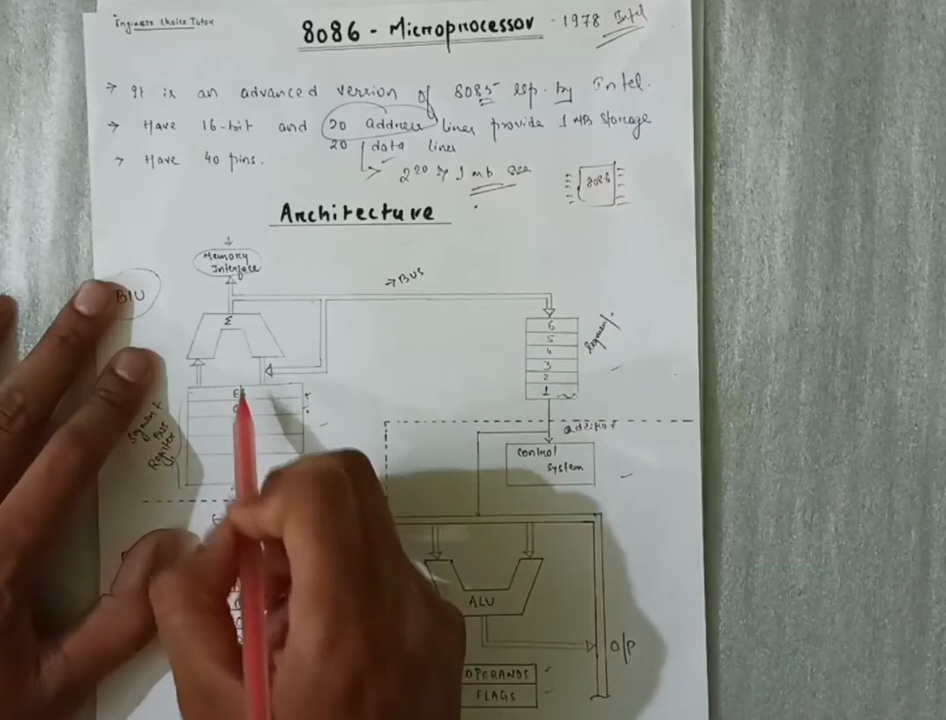 Engineers Choice Tutor
8086 - Microprocessor - 1978 Intel
→ It is an advanced version of 8085 by Intel.
→ Have 16-bit and 20 address lines provide 1 MB storage
20 data lines
→ Have 40 pins.
2²⁰ 1 mb
8086
Architecture
Memory
Interface
→ BUS
BIU
Σ
6
5
4
3
2
1
Segment
Register
Control
System
ALU
O/P
OPERANDS
FLAGS